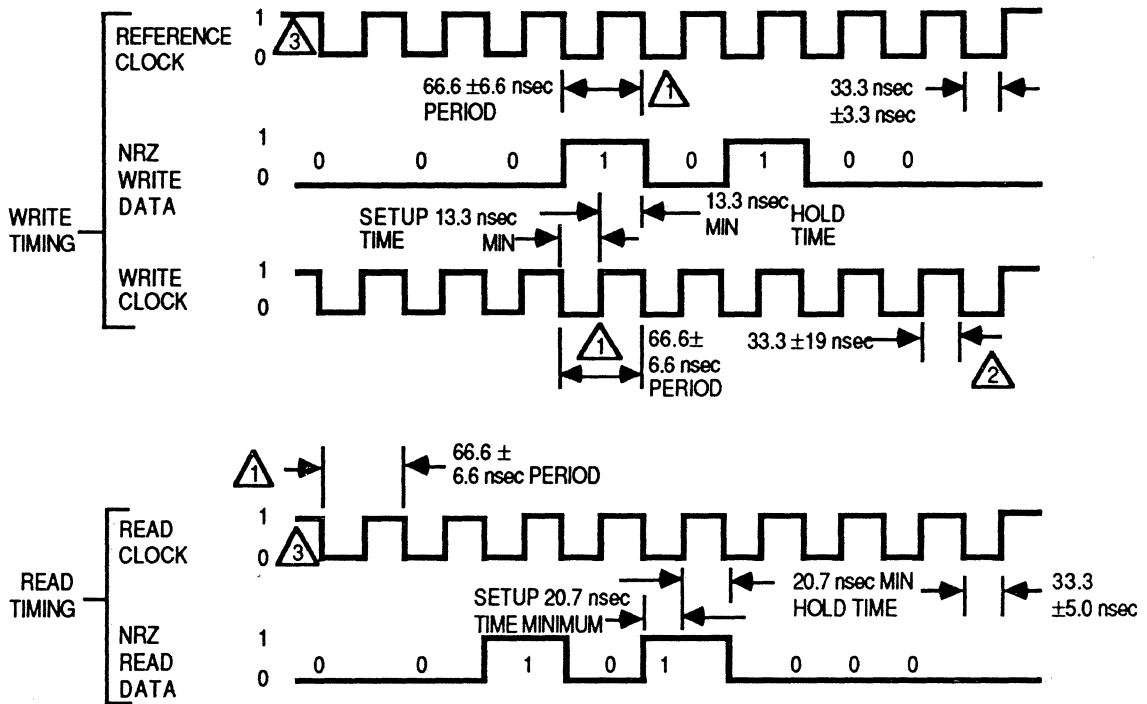 WRITE
TIMING
REFERENCE
CLOCK
1
0
3
66.6 ±6.6 nsec
PERIOD
1
33.3 nsec
±3.3 nsec
NRZ
WRITE
DATA
1
0
0 0 0 1 0 1 0 0
SETUP 13.3 nsec
TIME MIN
13.3 nsec
MIN
HOLD
TIME
WRITE
CLOCK
1
0
1
66.6±
6.6 nsec
PERIOD
33.3 ±19 nsec
2
READ
TIMING
1
66.6 ±
6.6 nsec PERIOD
READ
CLOCK
1
0
3
SETUP 20.7 nsec
TIME MINIMUM
20.7 nsec MIN
HOLD TIME
33.3
±5.0 nsec
NRZ
READ
DATA
1
0
0 0 1 0 1 0 0 0